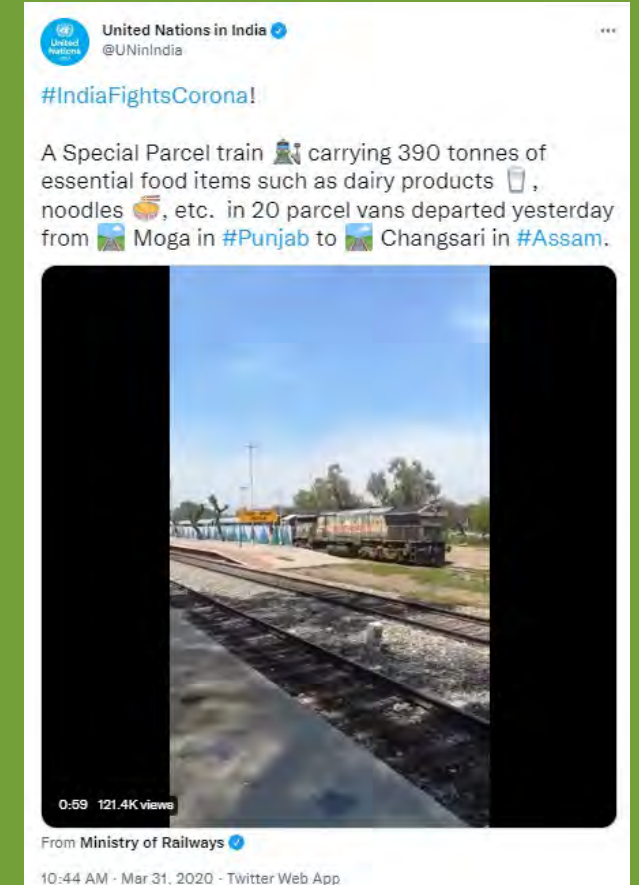 United Nations in India
@UNinIndia
#IndiaFightsCorona!
A Special Parcel train 🚉 carrying 390 tonnes of
essential food items such as dairy products 🥛,
noodles 🍜, etc. in 20 parcel vans departed yesterday
from 🛤️ Moga in #Punjab to 🛤️ Changsari in #Assam.
0:59 121.4K views
From Ministry of Railways
10:44 AM · Mar 31, 2020 · Twitter Web App